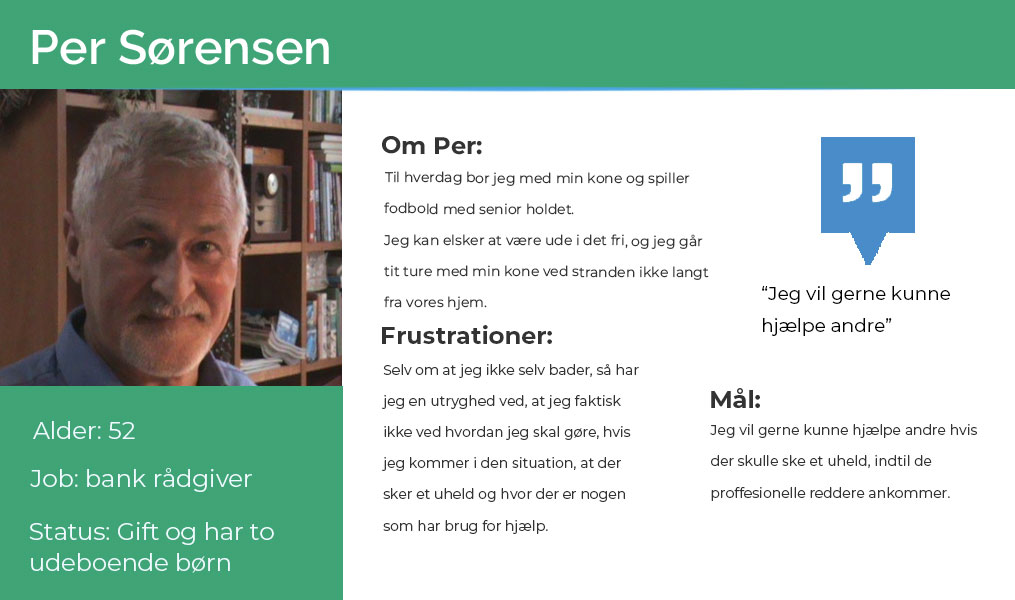 Per Sørensen
Om Per:
Til hverdag bor jeg med min kone og spiller
fodbold med senior holdet.
Jeg kan elsker at være ude i det fri, og jeg går
tit ture med min kone ved stranden ikke langt
fra vores hjem.
Frustrationer:
Selv om at jeg ikke selv bader, så har
jeg en utryghed ved, at jeg faktisk
ikke ved hvordan jeg skal gøre, hvis
jeg kommer i den situation, at der
sker et uheld og hvor der er nogen
som har brug for hjælp.
“Jeg vil gerne kunne
hjælpe andre”
Mål:
Jeg vil gerne kunne hjælpe andre hvis
der skulle ske et uheld, indtil de
proffesionelle reddere ankommer.
Alder: 52
Job: bank rådgiver
Status: Gift og har to
udeboende børn